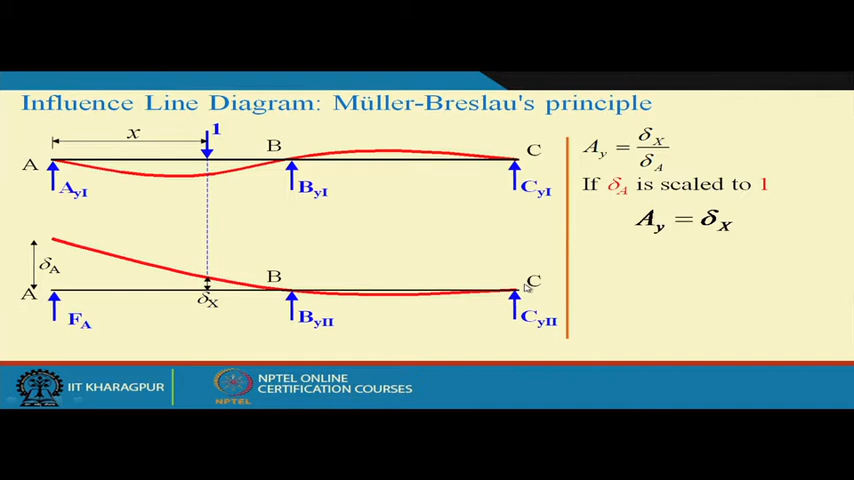 Influence Line Diagram: Müller-Breslau's principle
x
1
A
B
C
A_yI
B_yI
C_yI
A_y = δ_X / δ_A
If δ_A is scaled to 1
A_y = δ_X
δ_A
A
B
C
δ_X
F_A
B_yII
C_yII
IIT KHARAGPUR
NPTEL
NPTEL ONLINE
CERTIFICATION COURSES